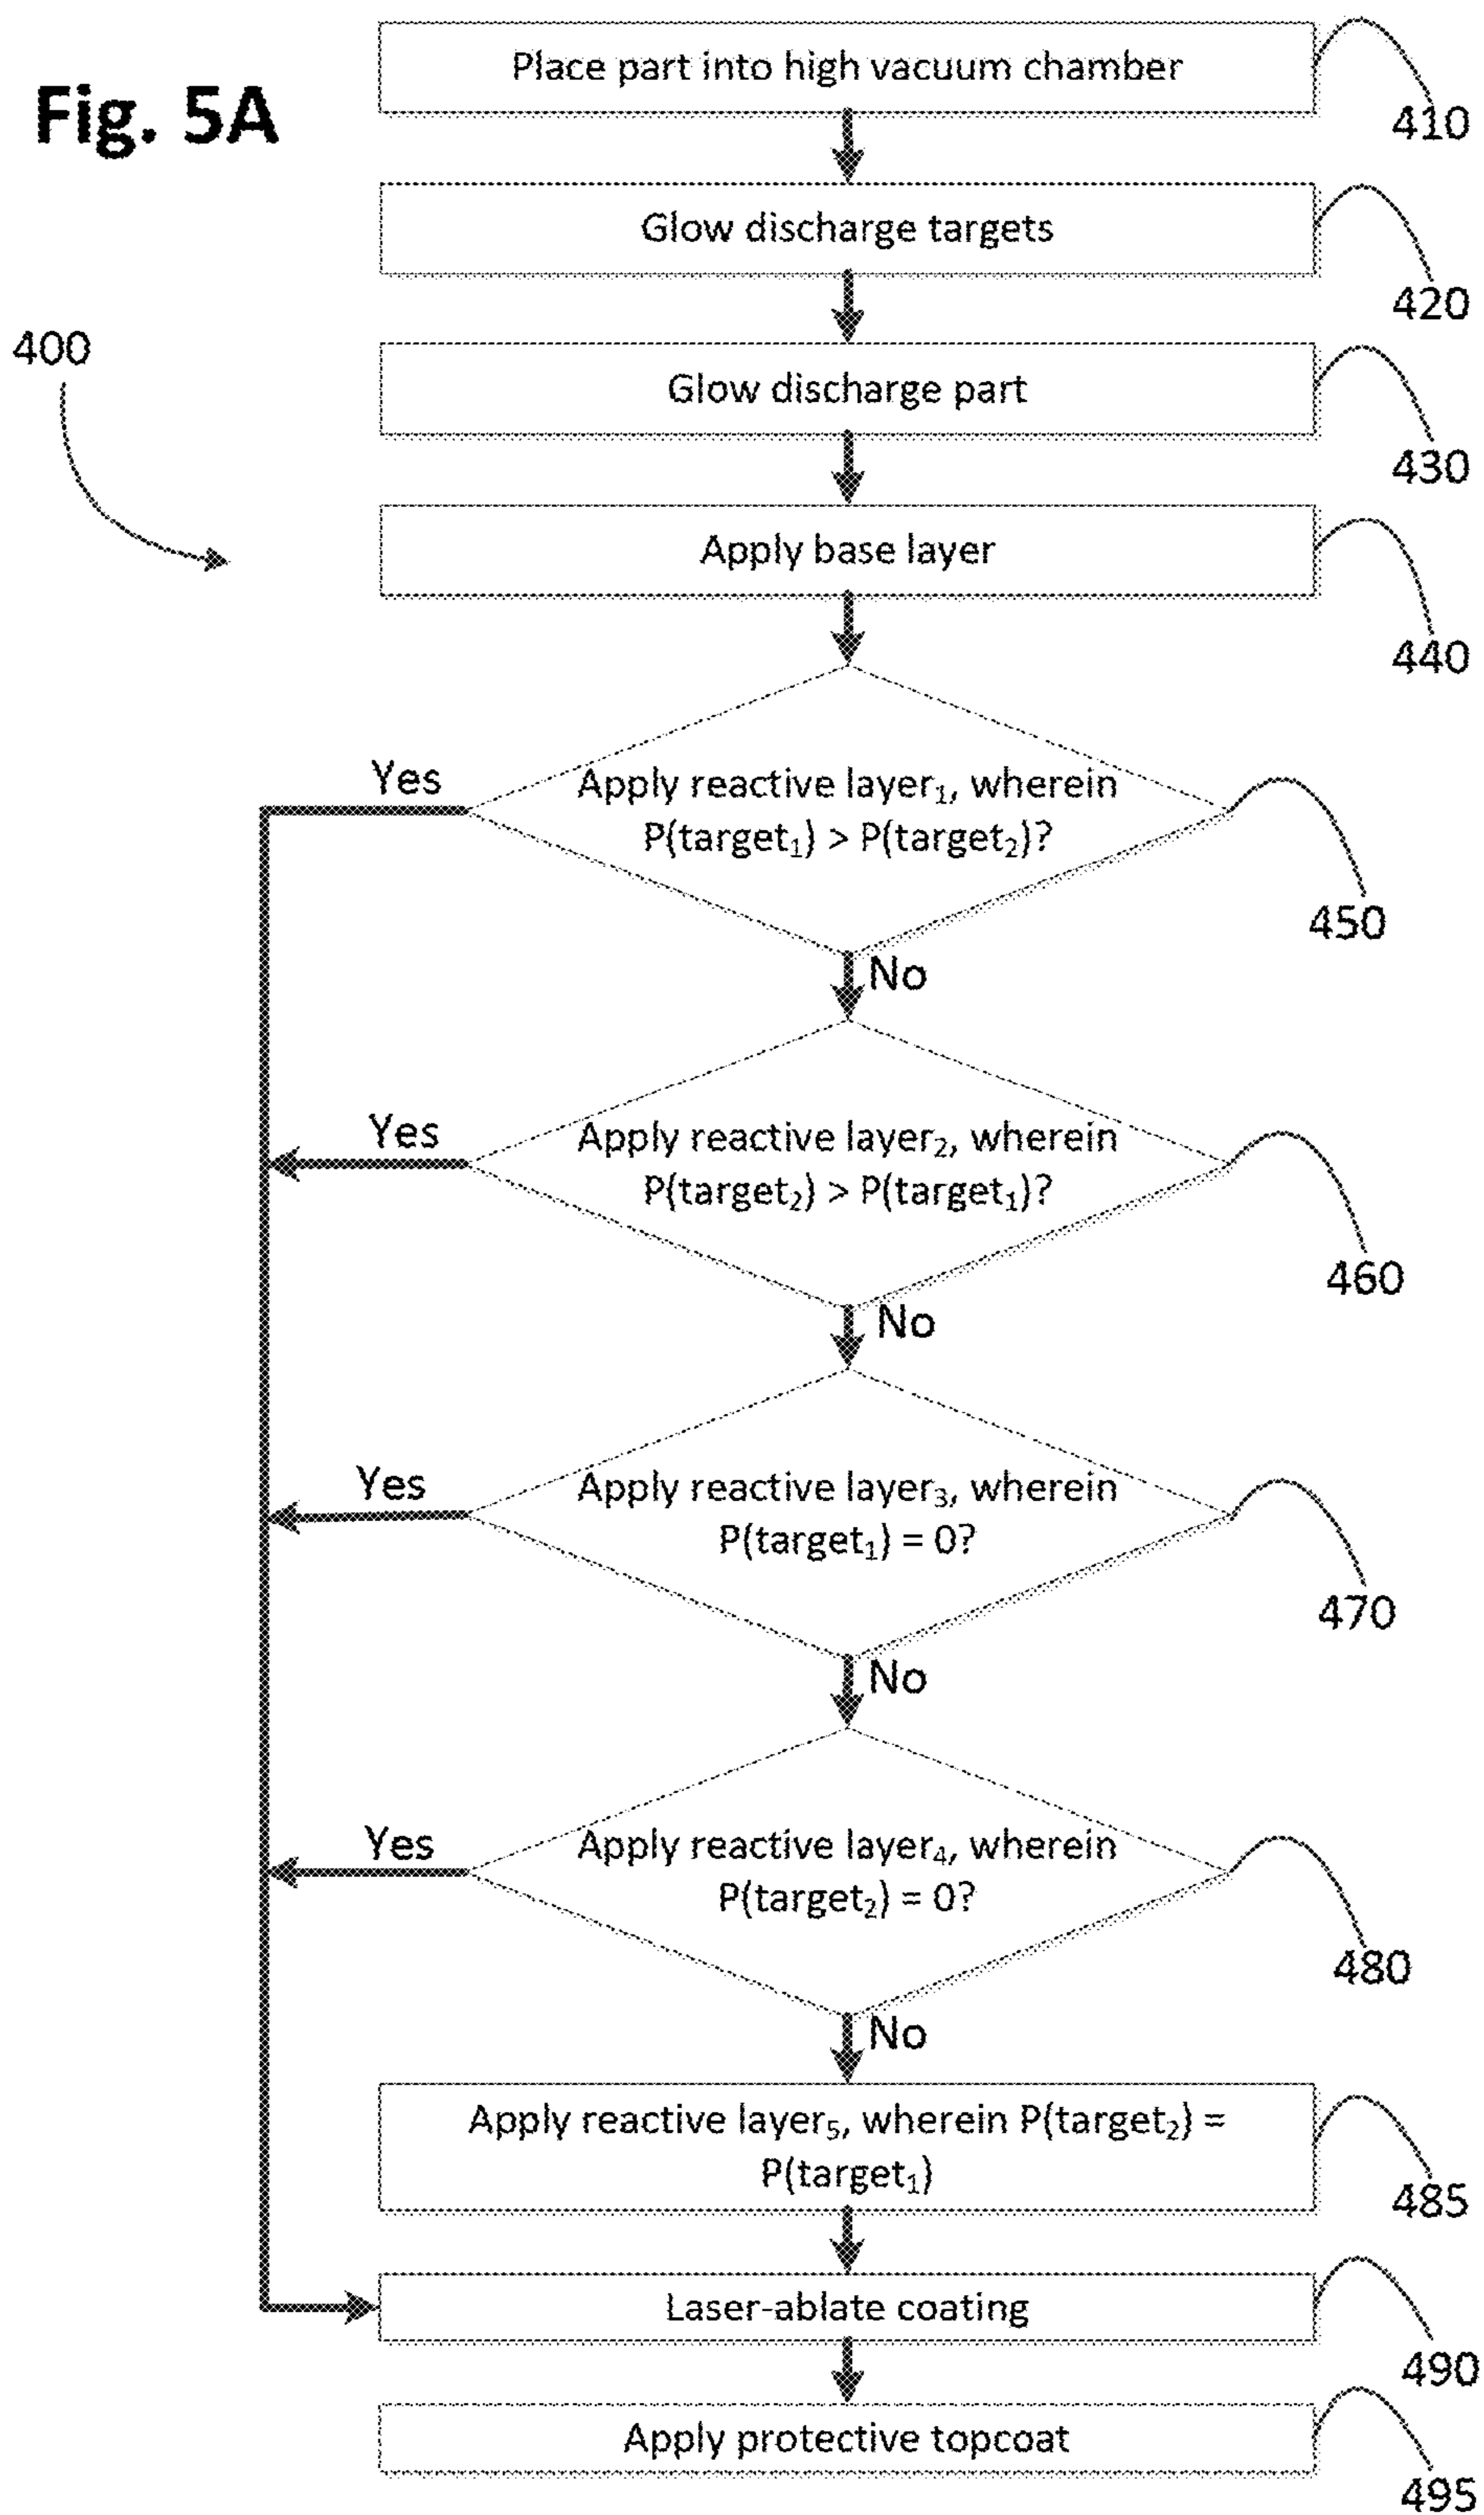 Fig. 5A
Place part into high vacuum chamber
410
Glow discharge targets
420
400
Glow discharge part
430
Apply base layer
440
Yes
Apply reactive layer₁, wherein
P(target₁) > P(target₂)?
450
No
Yes
Apply reactive layer₂, wherein
P(target₂) > P(target₁)?
460
No
Yes
Apply reactive layer₃, wherein
P(target₁) = 0?
470
No
Yes
Apply reactive layer₄, wherein
P(target₂) = 0?
480
No
Apply reactive layer₅, wherein P(target₂) =
P(target₁)
485
Laser-ablate coating
490
Apply protective topcoat
495